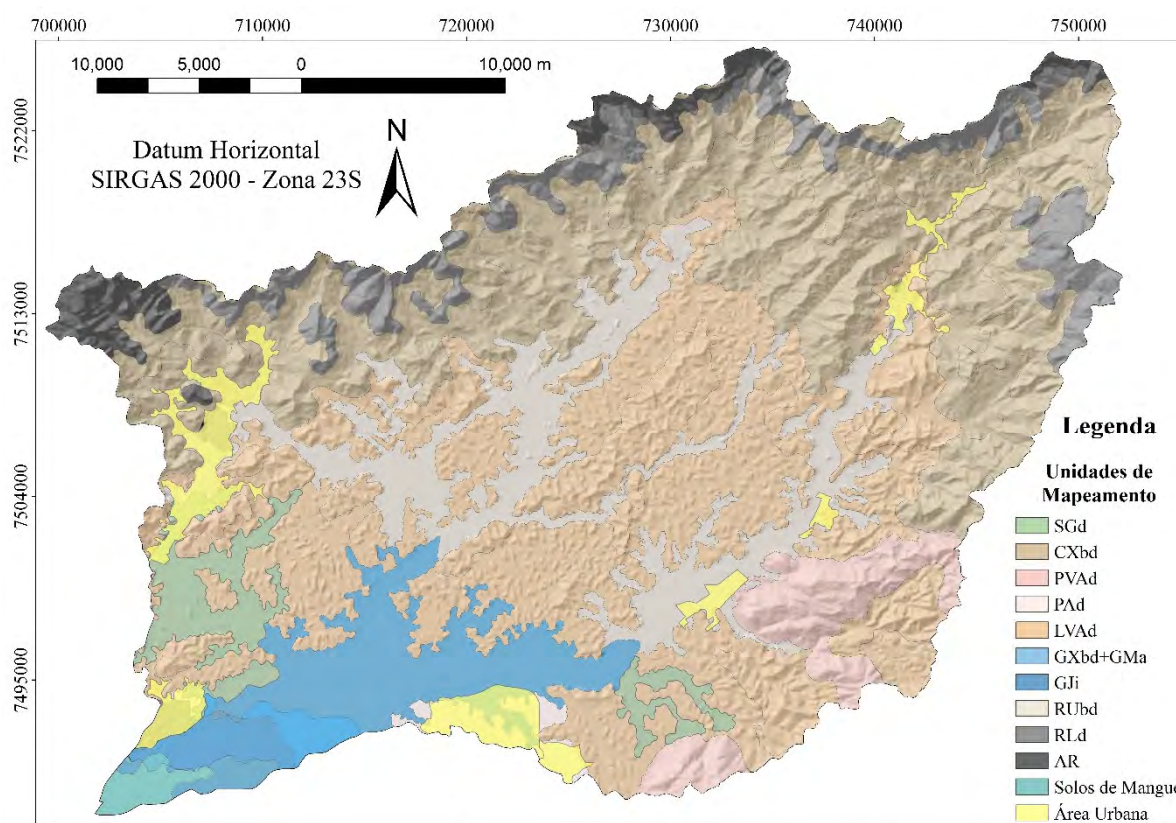 700000 710000 720000 730000 740000 750000
10,000 5,000 0 10,000 m
N
Datum Horizontal
SIRGAS 2000 - Zona 23S
7522000
7513000
7504000
7495000
Legenda
Unidades de
Mapeamento
SGd
CXbd
PVAd
PAd
LVAd
GXbd+GMa
GJi
RUbd
RLd
AR
Solos de Mangue
Área Urbana